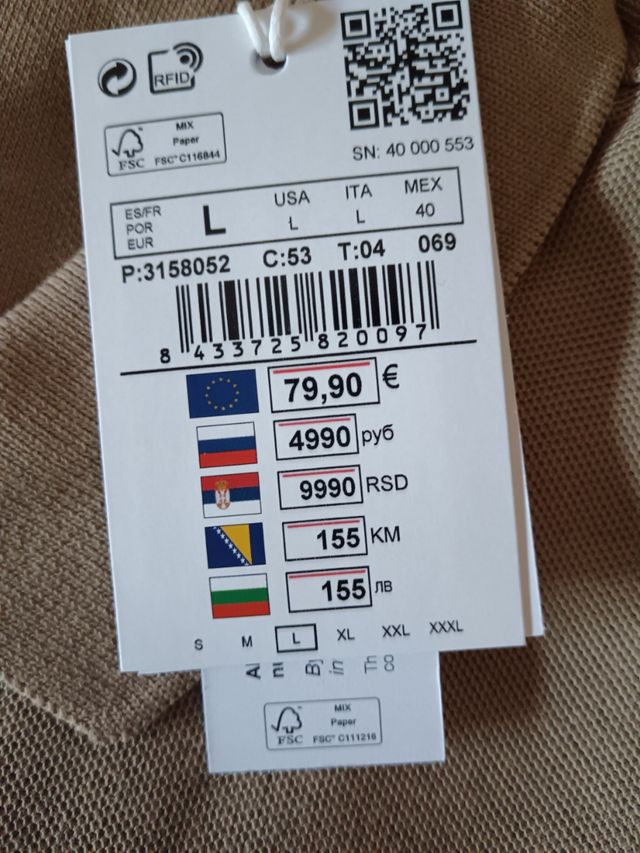 RFID
MIX
Paper
FSC
FSC® C116844
SN: 40 000 553
ES/FR
POR
EUR
L
USA
L
ITA
L
MEX
40
P:3158052 C:53 T:04 069
8 433725 820097
79,90 €
4990 руб
9990 RSD
155 KM
155 лв
S M L XL XXL XXXL
MIX
Paper
FSC
FSC® C111216